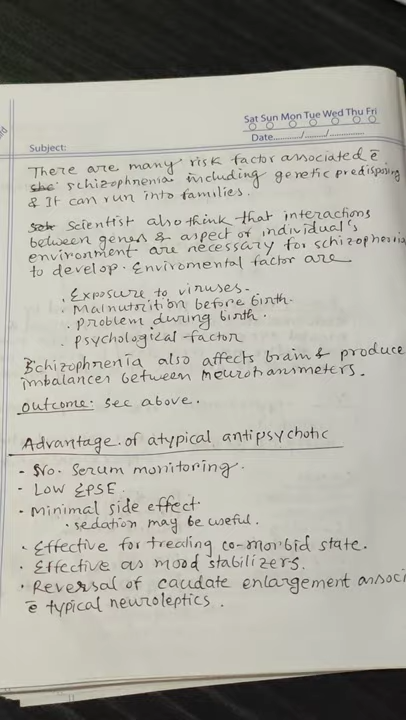 Sat Sun Mon Tue Wed Thu Fri
Subject:
Date............/........../...............
There are many risk factor associated ē
she schizophnenia including genetic predisposing
& It can run into families.
Scientist also think that interactions
between genes & aspect of individual's
environment are necessary for schizophenia
to develop. Enviromental factor are
. Exposure to viruses.
. Malnutrition before birth.
. problem during birth.
. psychological factor
Schizophrenia also affects brain & produce
imbalances between neurotransmeters.
outcome: see above.
Advantage of atypical antipsychotic
- No. serum monitoring.
- Low EPSE.
- Minimal side effect
. sedation may be useful.
. Effective for treating co-morbid state.
. Effective as mood stabilizers.
. Reversal of caudate enlargement associ
ē typical neuroleptics.